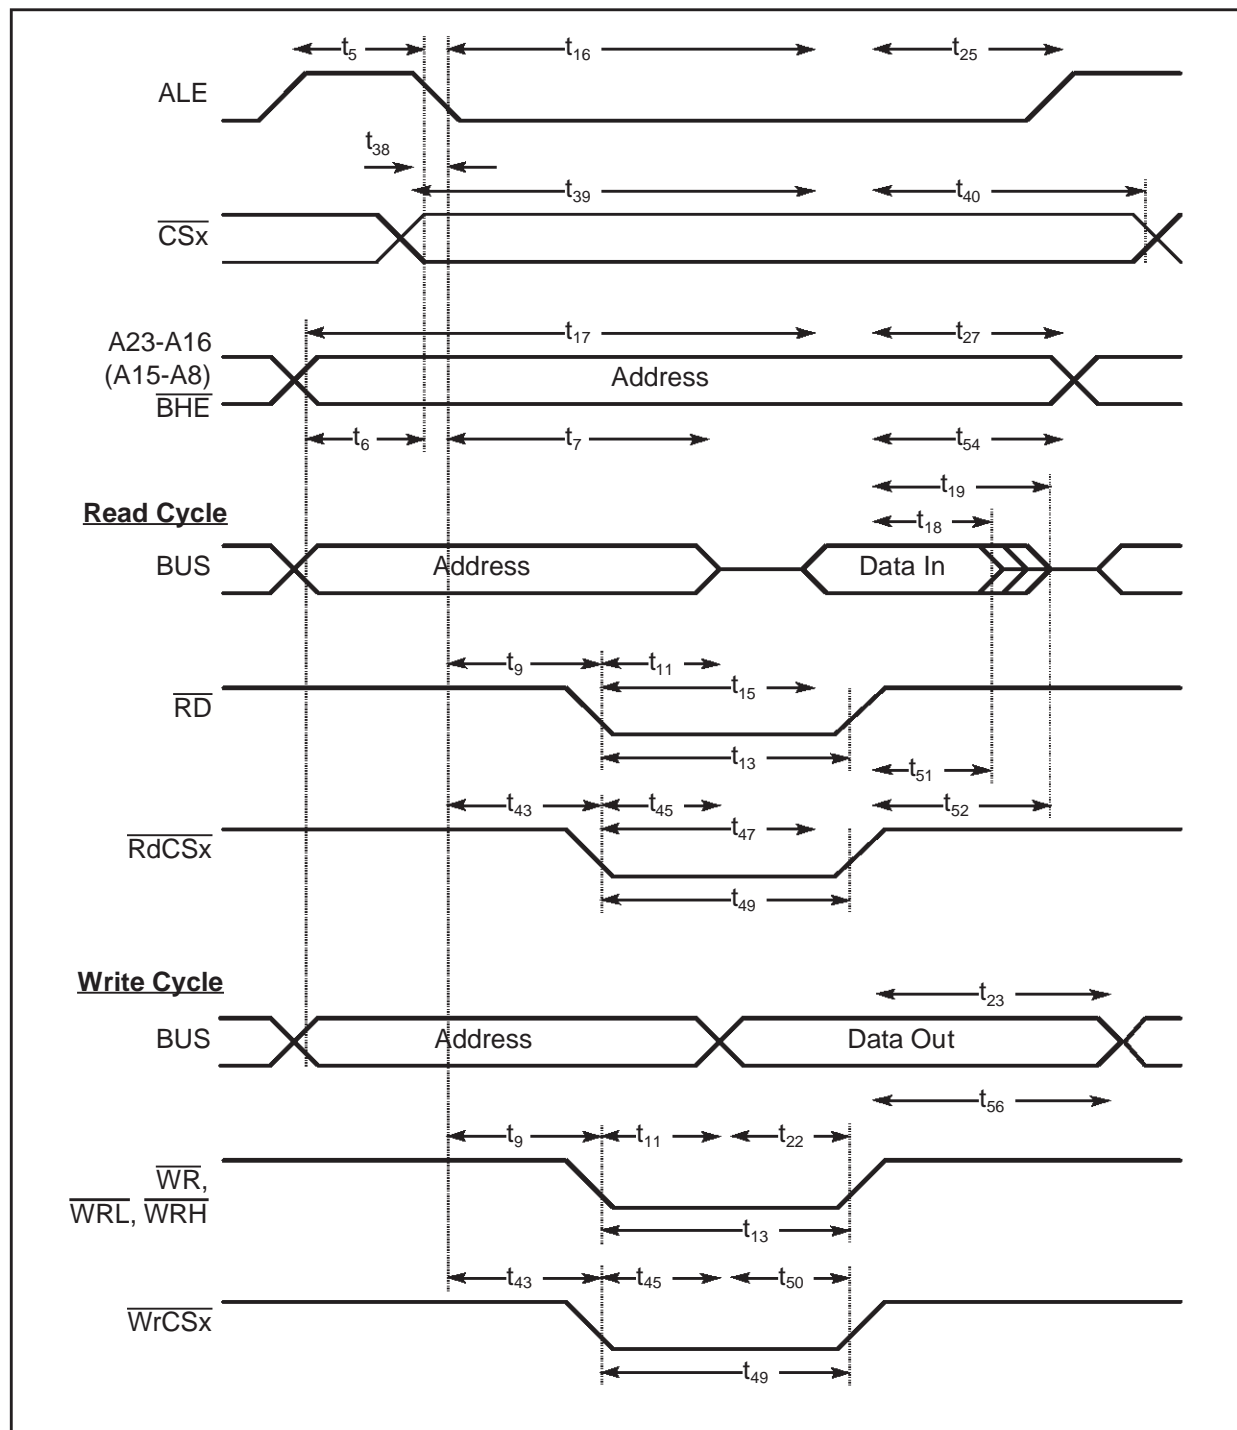 t5 t16 t25
ALE
t38
t39 t40
CSx
t17 t27
A23-A16
(A15-A8)
BHE
Address
t6 t7 t54
t19
Read Cycle
t18
BUS Address Data In
t9 t11
t15
RD
t13 t51
t43 t45 t52
t47
RdCSx
t49
Write Cycle
t23
BUS Address Data Out
t56
t9 t11 t22
WR,
WRL, WRH
t13
t43 t45 t50
WrCSx
t49